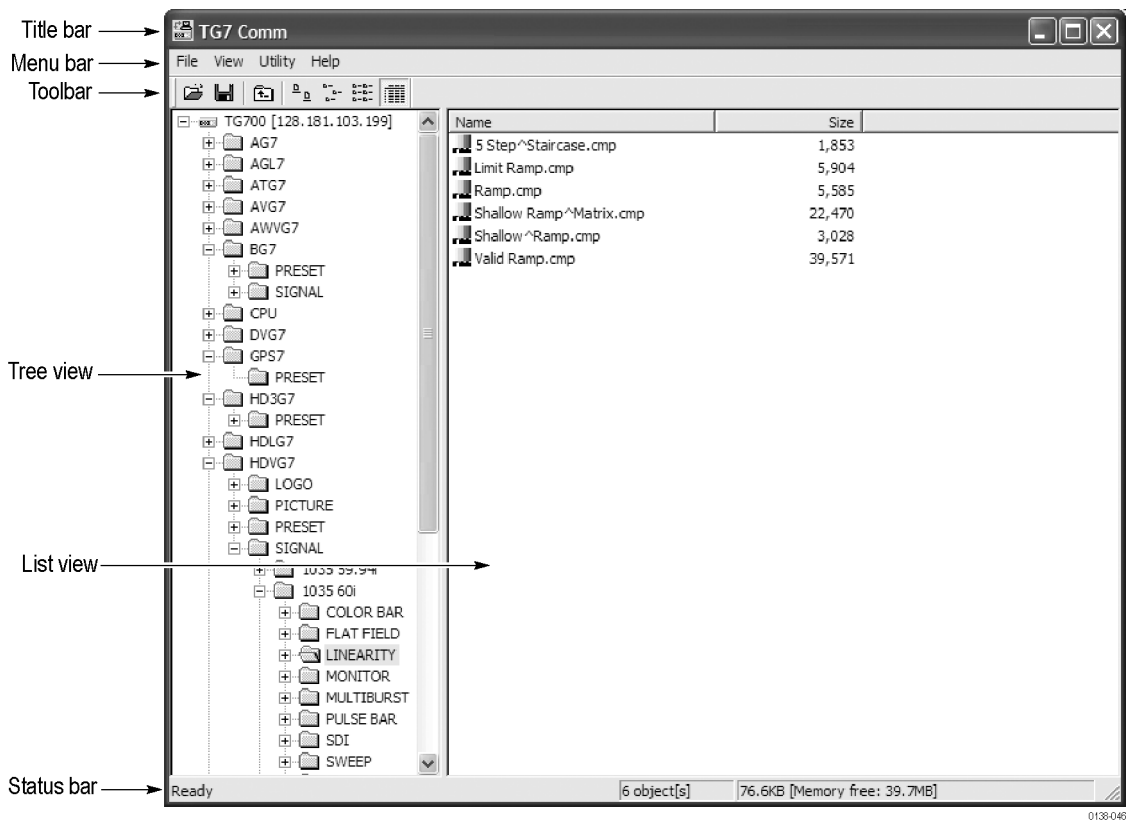 Title bar
TG7 Comm
Menu bar
File View Utility Help
Toolbar
TG700 [128.181.103.199]
AG7
AGL7
ATG7
AVG7
AWVG7
BG7
PRESET
SIGNAL
CPU
DVG7
GPS7
Tree view
PRESET
HD3G7
PRESET
HDLG7
HDVG7
LOGO
PICTURE
PRESET
SIGNAL
List view
1035 59.94i
1035 60i
COLOR BAR
FLAT FIELD
LINEARITY
MONITOR
MULTIBURST
PULSE BAR
SDI
SWEEP
Name Size
5 Step^Staircase.cmp 1,853
Limit Ramp.cmp 5,904
Ramp.cmp 5,585
Shallow Ramp^Matrix.cmp 22,470
Shallow^Ramp.cmp 3,028
Valid Ramp.cmp 39,571
Status bar
Ready 6 object[s] 76.6KB [Memory free: 39.7MB]
0138-046